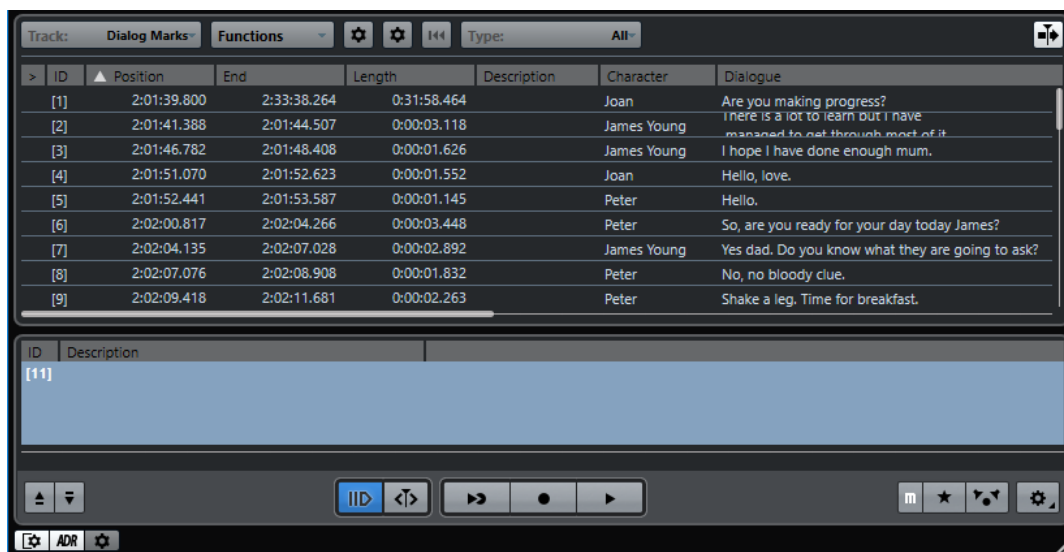 Track: Dialog Marks Functions Type: All
> ID Position End Length Description Character Dialogue
[1] 2:01:39.800 2:33:38.264 0:31:58.464 Joan Are you making progress?
[2] 2:01:41.388 2:01:44.507 0:00:03.118 James Young There is a lot to learn but I have
managed to get through most of it
[3] 2:01:46.782 2:01:48.408 0:00:01.626 James Young I hope I have done enough mum.
[4] 2:01:51.070 2:01:52.623 0:00:01.552 Joan Hello, love.
[5] 2:01:52.441 2:01:53.587 0:00:01.145 Peter Hello.
[6] 2:02:00.817 2:02:04.266 0:00:03.448 Peter So, are you ready for your day today James?
[7] 2:02:04.135 2:02:07.028 0:00:02.892 James Young Yes dad. Do you know what they are going to ask?
[8] 2:02:07.076 2:02:08.908 0:00:01.832 Peter No, no bloody clue.
[9] 2:02:09.418 2:02:11.681 0:00:02.263 Peter Shake a leg. Time for breakfast.
ID Description
[11]
m
ADR